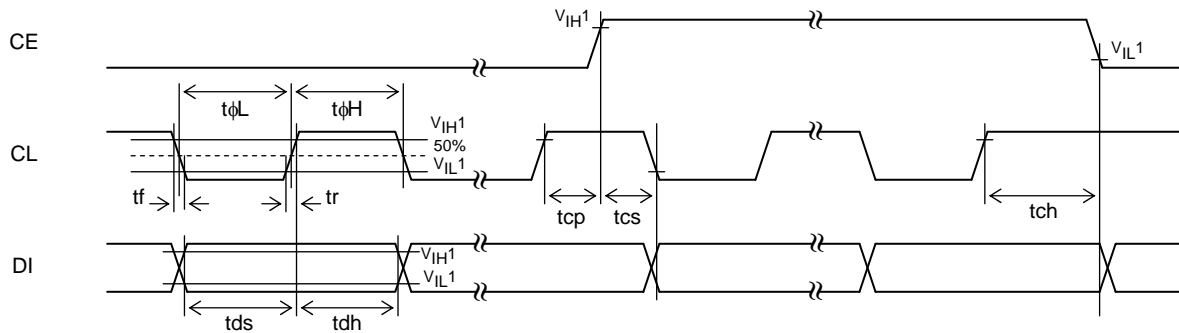 VIH1
CE
VIL1
tϕL
tϕH
VIH1
50%
CL
VIL1
tf
tr
tcp
tcs
tch
DI
VIH1
VIL1
tds
tdh